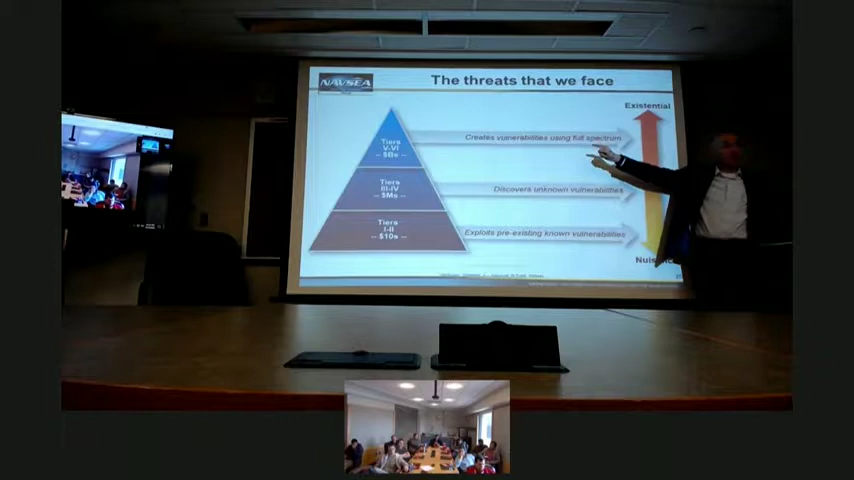 NAVSEA
The threats that we face
Existential
Tiers
V-VI
-- $Bs --
Creates vulnerabilities using full spectrum
Tiers
III-IV
-- $Ms --
Discovers unknown vulnerabilities
Tiers
I-II
-- $10s --
Exploits pre-existing known vulnerabilities